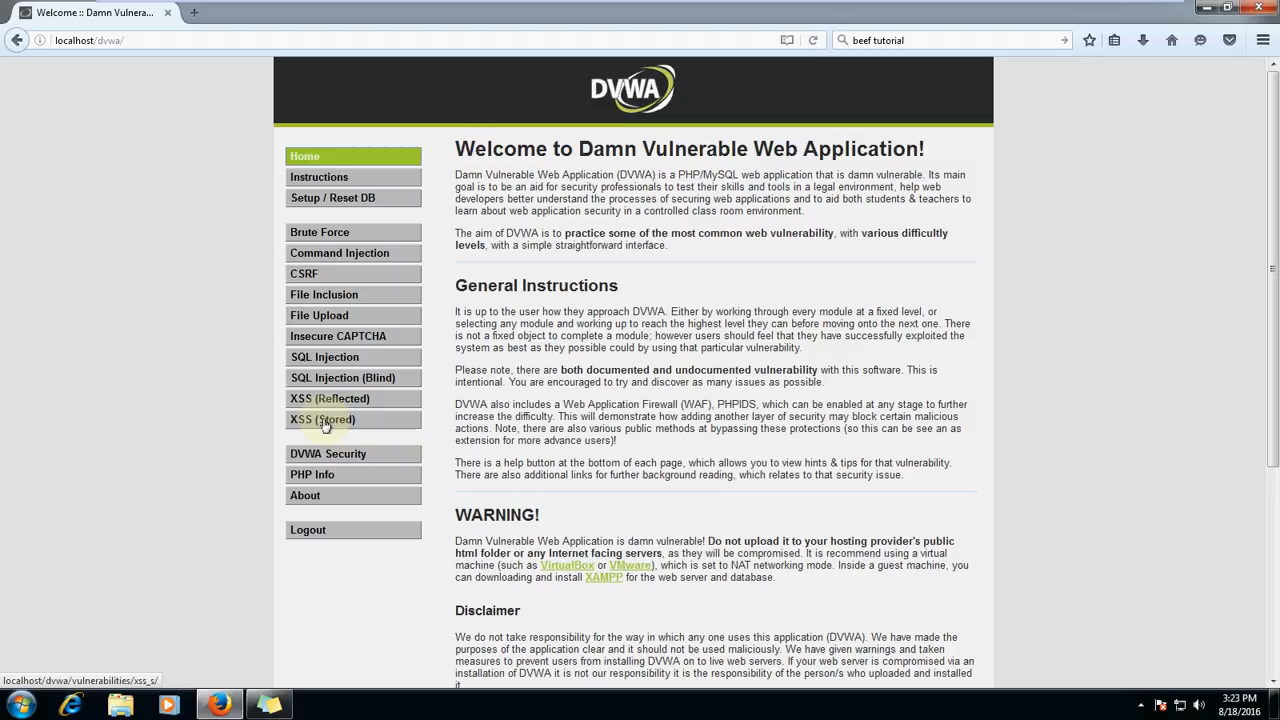 Welcome :: Damn Vulnera...
localhost/dvwa/
beef tutorial
DVWA
Home
Instructions
Setup / Reset DB
Brute Force
Command Injection
CSRF
File Inclusion
File Upload
Insecure CAPTCHA
SQL Injection
SQL Injection (Blind)
XSS (Reflected)
XSS (Stored)
DVWA Security
PHP Info
About
Logout
Welcome to Damn Vulnerable Web Application!
Damn Vulnerable Web Application (DVWA) is a PHP/MySQL web application that is damn vulnerable. Its main
goal is to be an aid for security professionals to test their skills and tools in a legal environment, help web
developers better understand the processes of securing web applications and to aid both students & teachers to
learn about web application security in a controlled class room environment.
The aim of DVWA is to practice some of the most common web vulnerability, with various difficultly
levels, with a simple straightforward interface.
General Instructions
It is up to the user how they approach DVWA. Either by working through every module at a fixed level, or
selecting any module and working up to reach the highest level they can before moving onto the next one. There
is not a fixed object to complete a module; however users should feel that they have successfully exploited the
system as best as they possible could by using that particular vulnerability.
Please note, there are both documented and undocumented vulnerability with this software. This is
intentional. You are encouraged to try and discover as many issues as possible.
DVWA also includes a Web Application Firewall (WAF), PHPIDS, which can be enabled at any stage to further
increase the difficulty. This will demonstrate how adding another layer of security may block certain malicious
actions. Note, there are also various public methods at bypassing these protections (so this can be see an as
extension for more advance users)!
There is a help button at the bottom of each page, which allows you to view hints & tips for that vulnerability.
There are also additional links for further background reading, which relates to that security issue.
WARNING!
Damn Vulnerable Web Application is damn vulnerable! Do not upload it to your hosting provider's public
html folder or any Internet facing servers, as they will be compromised. It is recommend using a virtual
machine (such as VirtualBox or VMware), which is set to NAT networking mode. Inside a guest machine, you
can downloading and install XAMPP for the web server and database.
Disclaimer
We do not take responsibility for the way in which any one uses this application (DVWA). We have made the
purposes of the application clear and it should not be used maliciously. We have given warnings and taken
measures to prevent users from installing DVWA on to live web servers. If your web server is compromised via an
installation of DVWA it is not our responsibility it is the responsibility of the person/s who uploaded and installed
it.
localhost/dvwa/vulnerabilities/xss_s/
3:23 PM
8/18/2016